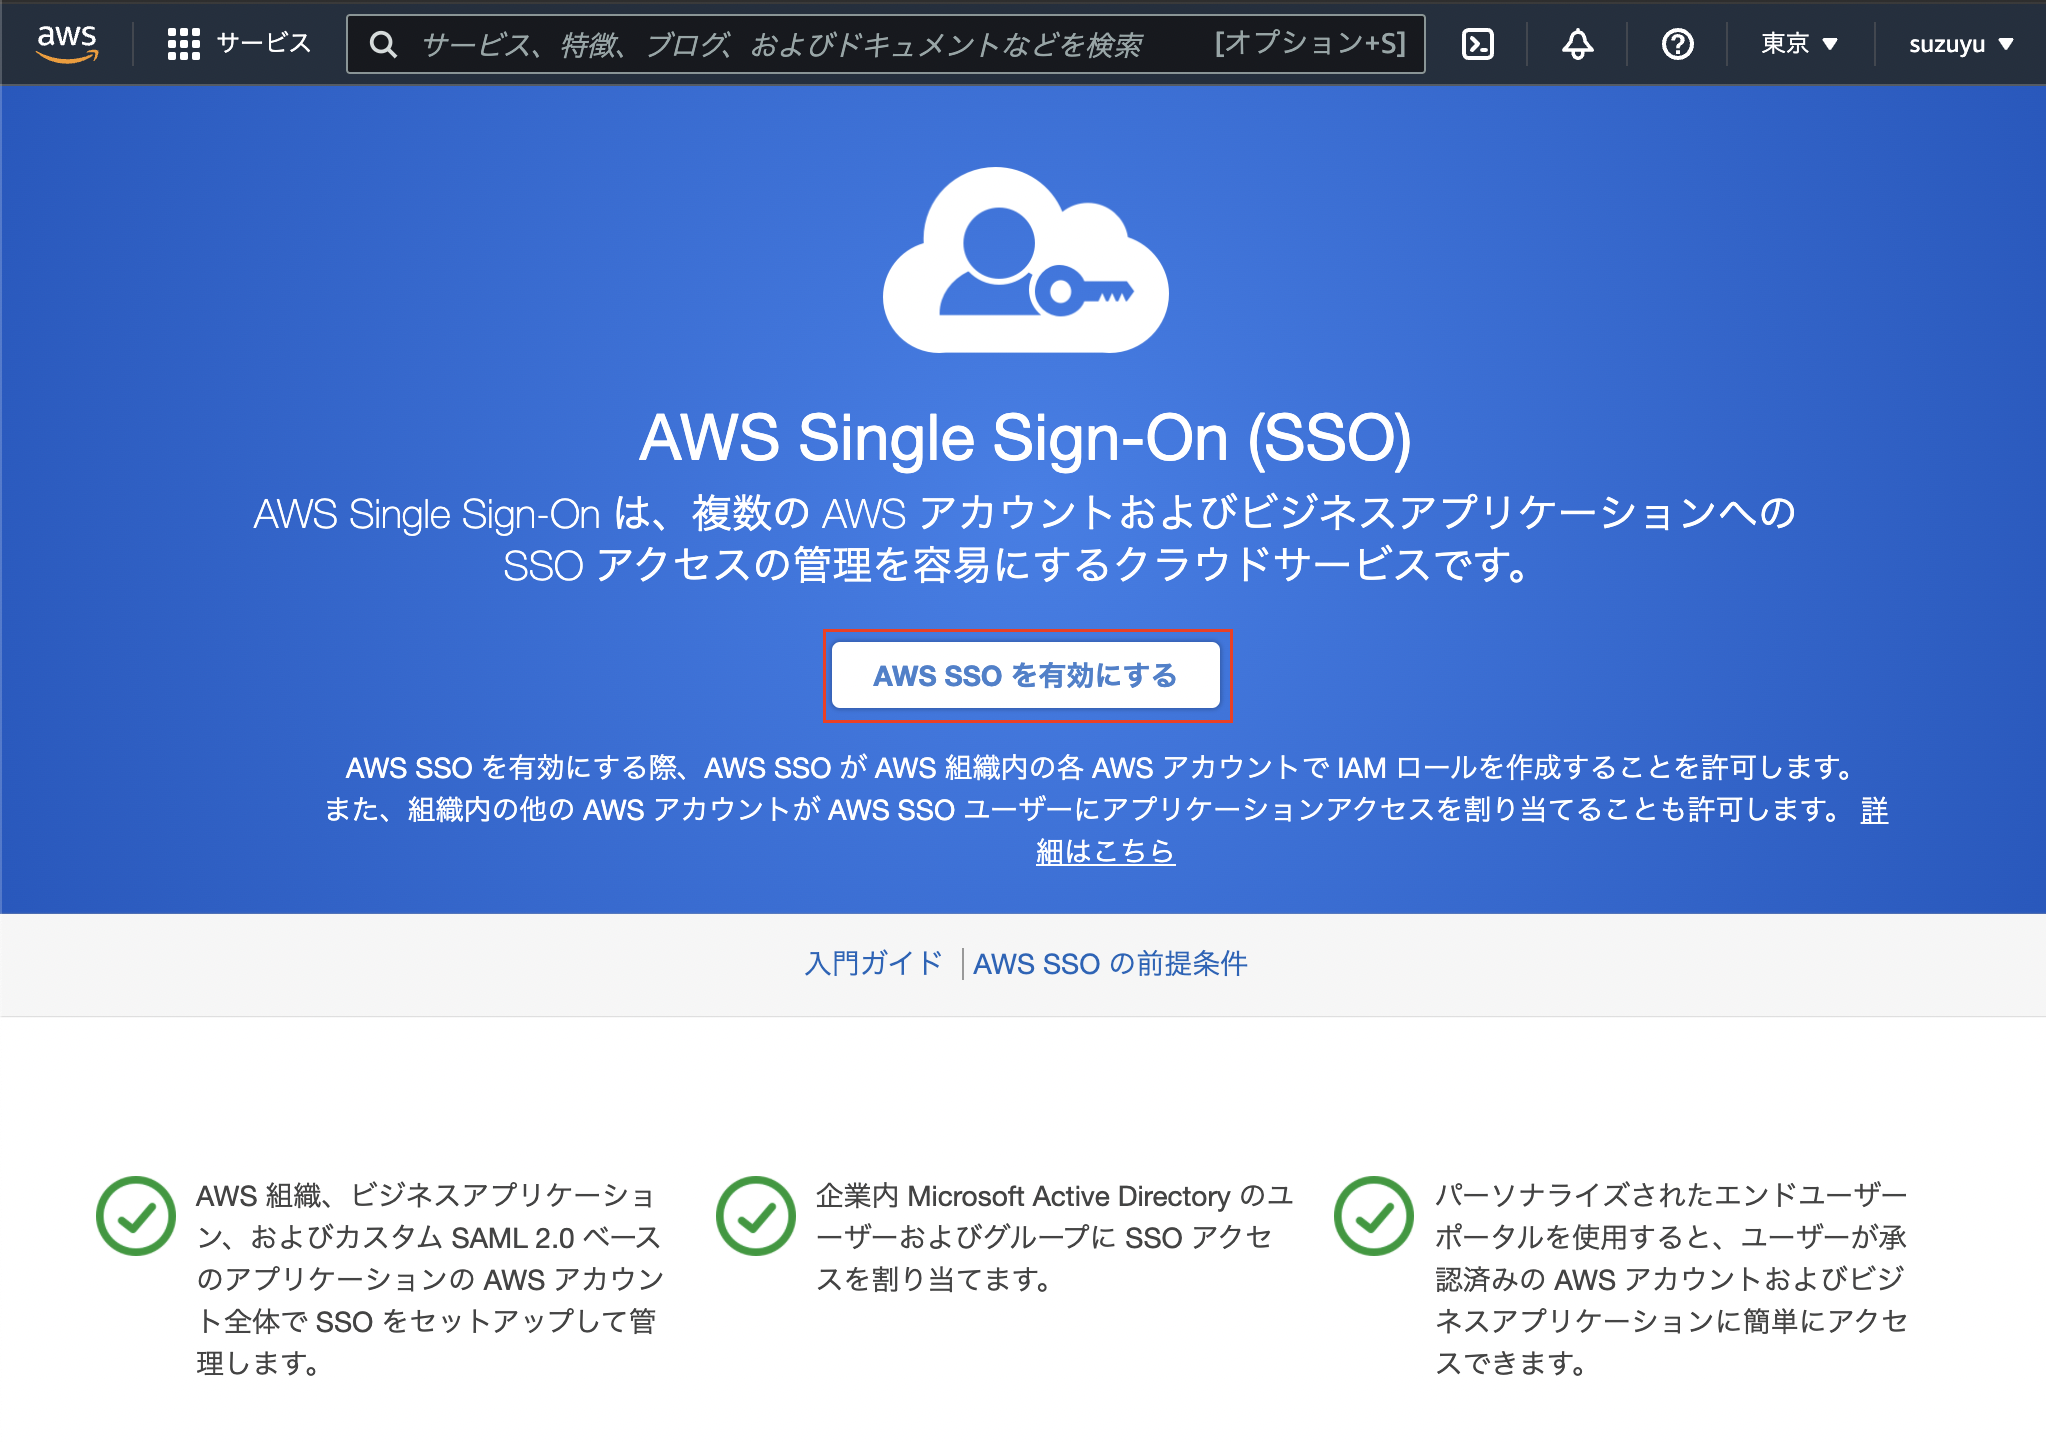 aws
サービス
サービス、特徴、ブログ、およびドキュメントなどを検索
[オプション+S]
東京
suzuyu
AWS Single Sign-On (SSO)
AWS Single Sign-On は、複数の AWS アカウントおよびビジネスアプリケーションへの
SSO アクセスの管理を容易にするクラウドサービスです。
AWS SSO を有効にする
AWS SSO を有効にする際、AWS SSO が AWS 組織内の各 AWS アカウントで IAM ロールを作成することを許可します。
また、組織内の他の AWS アカウントが AWS SSO ユーザーにアプリケーションアクセスを割り当てることも許可します。 詳
細はこちら
入門ガイド
AWS SSO の前提条件
AWS 組織、ビジネスアプリケーショ
ン、およびカスタム SAML 2.0 ベース
のアプリケーションの AWS アカウン
ト全体で SSO をセットアップして管
理します。
企業内 Microsoft Active Directory のユ
ーザーおよびグループに SSO アクセ
スを割り当てます。
パーソナライズされたエンドユーザー
ポータルを使用すると、ユーザーが承
認済みの AWS アカウントおよびビジ
ネスアプリケーションに簡単にアクセ
スできます。